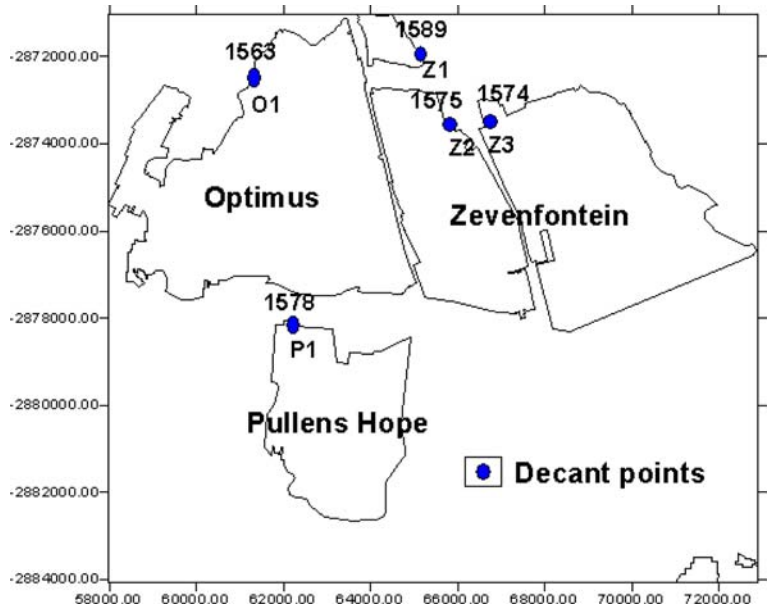 1589
-2872000.00
1563
Z1
O1
1575
1574
-2874000.00
Z2
Z3
Optimus
Zevenfontein
-2876000.00
1578
-2878000.00
P1
-2880000.00
Pullens Hope
Decant points
-2882000.00
-2884000.00
58000.00 60000.00 62000.00 64000.00 66000.00 68000.00 70000.00 72000.00